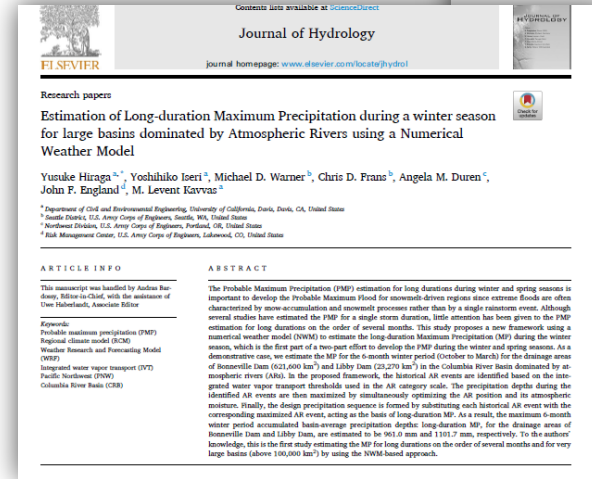 Contents lists available at ScienceDirect
Journal of Hydrology
journal homepage: www.elsevier.com/locate/jhydrol
ELSEVIER
JOURNAL OF
HYDROLOGY
Research papers
Check for
updates
Estimation of Long-duration Maximum Precipitation during a winter season
for large basins dominated by Atmospheric Rivers using a Numerical
Weather Model
Yusuke Hiraga a,*, Yoshihiko Iseri a, Michael D. Warner b, Chris D. Frans b, Angela M. Duren c,
John F. England d, M. Levent Kavvas a
a Department of Civil and Environmental Engineering, University of California, Davis, Davis, CA, United States
b Seattle District, U.S. Army Corps of Engineers, Seattle, WA, United States
c Northwest Division, U.S. Army Corps of Engineers, Portland, OR, United States
d Risk Management Center, U.S. Army Corps of Engineers, Lakewood, CO, United States
ARTICLE INFO
This manuscript was handled by Andras Bar-
dossy, Editor-in-Chief, with the assistance of
Uwe Haberlandt, Associate Editor
Keywords:
Probable maximum precipitation (PMP)
Regional climate model (RCM)
Weather Research and Forecasting Model
(WRF)
Integrated water vapor transport (IVT)
Pacific Northwest (PNW)
Columbia River Basin (CRB)
ABSTRACT
The Probable Maximum Precipitation (PMP) estimation for long durations during winter and spring seasons is
important to develop the Probable Maximum Flood for snowmelt-driven regions since extreme floods are often
characterized by snow-accumulation and snowmelt processes rather than by a single rainstorm event. Although
several studies have estimated the PMP for a single storm duration, little attention has been given to the PMP
estimation for long durations on the order of several months. This study proposes a new framework using a
numerical weather model (NWM) to estimate the long-duration Maximum Precipitation (MP) during the winter
season, which is the first part of a two-part effort to develop the PMP during the winter and spring seasons. As a
demonstrative case, we estimate the MP for the 6-month winter period (October to March) for the drainage areas
of Bonneville Dam (621,600 km²) and Libby Dam (23,270 km²) in the Columbia River Basin dominated by at-
mospheric rivers (ARs). In the proposed framework, the historical AR events are identified based on the inte-
grated water vapor transport thresholds used in the AR category scale. The precipitation depths during the
identified AR events are then maximized by simultaneously optimizing the AR position and its atmospheric
moisture. Finally, the design precipitation sequence is formed by substituting each historical AR event with the
corresponding maximized AR event, acting as the basis of long-duration MP. As a result, the maximum 6-month
winter period accumulated basin-average precipitation depths: long-duration MP, for the drainage areas of
Bonneville Dam and Libby Dam, are estimated to be 961.0 mm and 1101.7 mm, respectively. To the authors'
knowledge, this is the first study estimating the MP for long durations on the order of several months and for very
large basins (above 100,000 km²) by using the NWM-based approach.